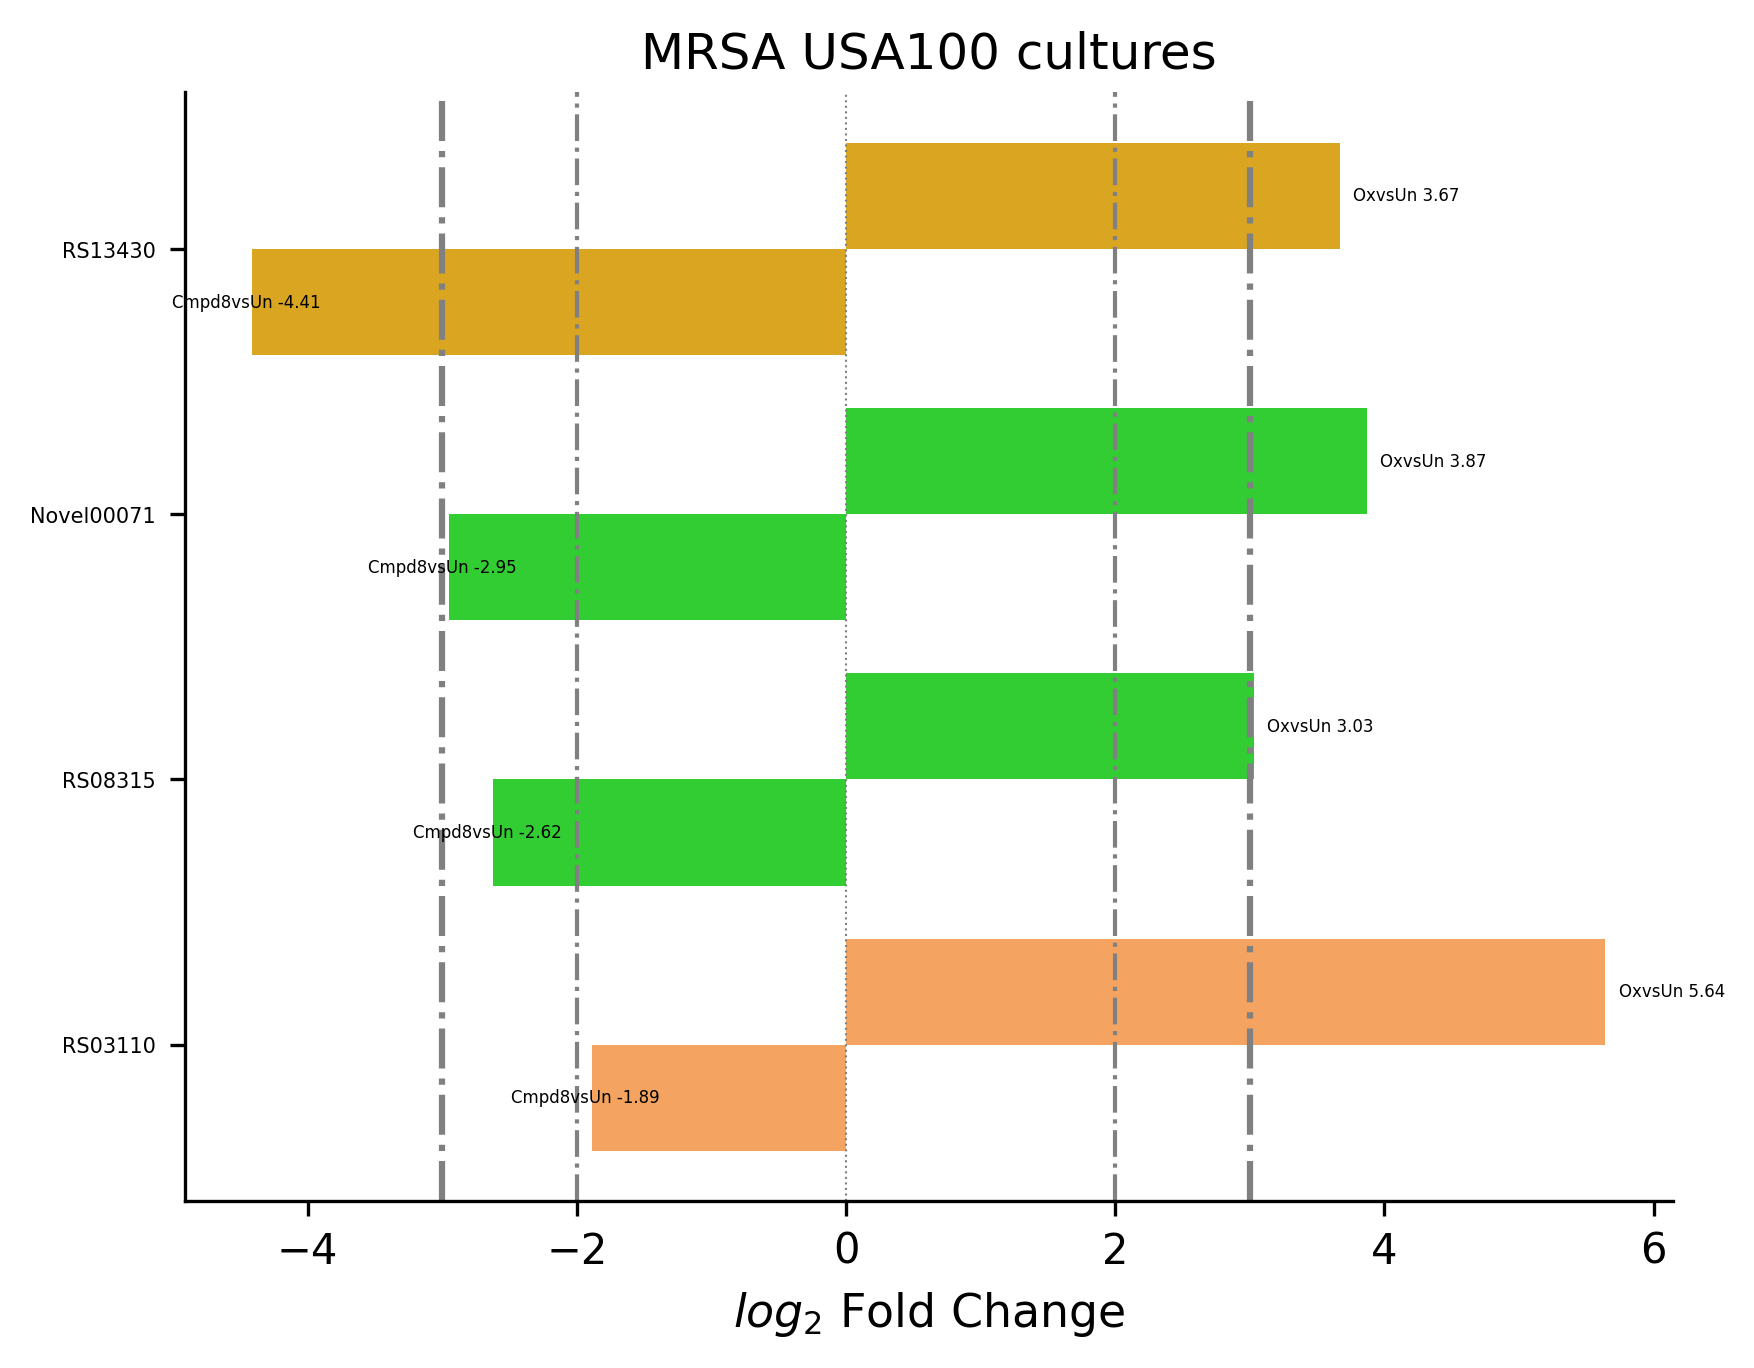 MRSA USA100 cultures
OxvsUn 3.67
RS13430
Cmpd8vsUn -4.41
OxvsUn 3.87
Novel00071
Cmpd8vsUn -2.95
OxvsUn 3.03
RS08315
Cmpd8vsUn -2.62
OxvsUn 5.64
RS03110
Cmpd8vsUn -1.89
−4 −2 0 2 4 6
log₂ Fold Change